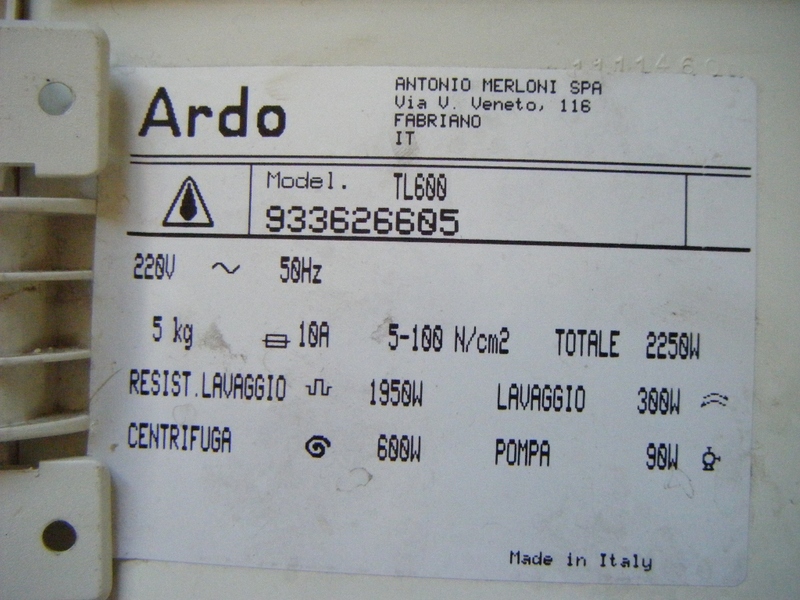 Ardo
ANTONIO MERLONI SPA
Via V. Veneto, 116
FABRIANO
IT
Model. TL600
933626605
220V ~ 50Hz
5 kg 10A 5-100 N/cm2 TOTALE 2250W
RESIST.LAVAGGIO 1950W LAVAGGIO 300W
CENTRIFUGA 600W POMPA 90W
Made in Italy